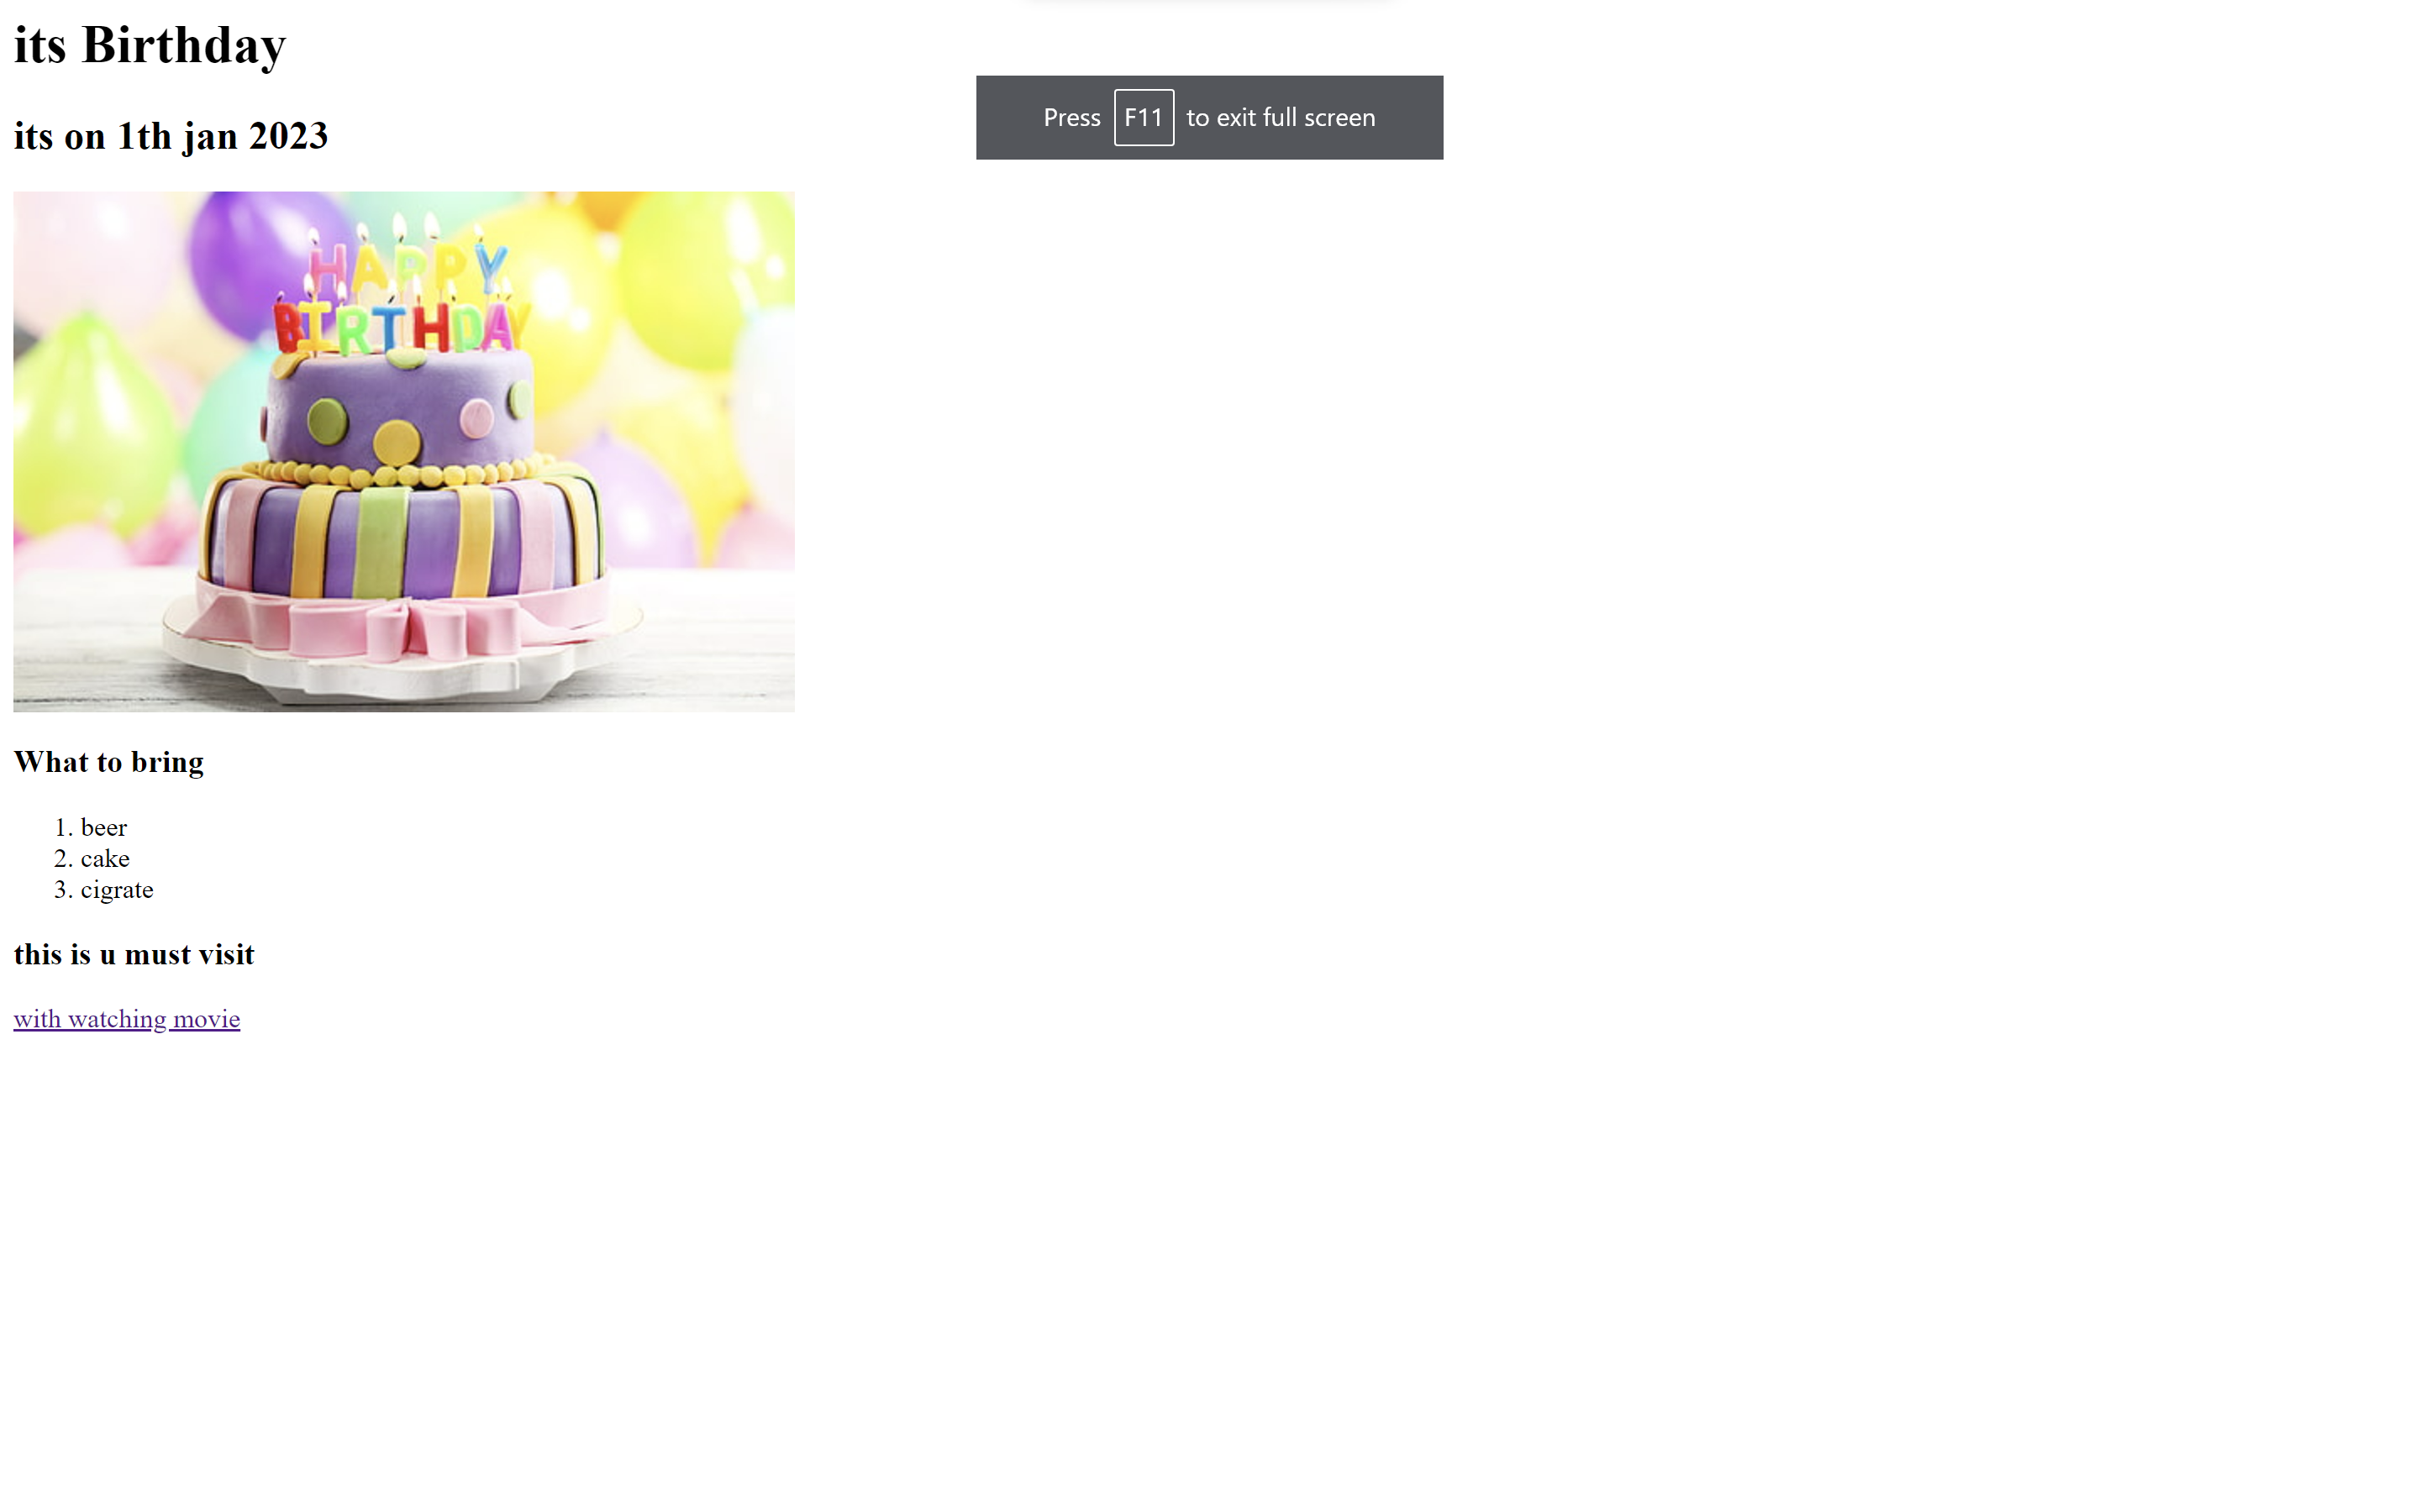 its Birthday
its on 1th jan 2023
Press F11 to exit full screen
HAPPY
BIRTHDAY
What to bring
1. beer
2. cake
3. cigrate
this is u must visit
with watching movie